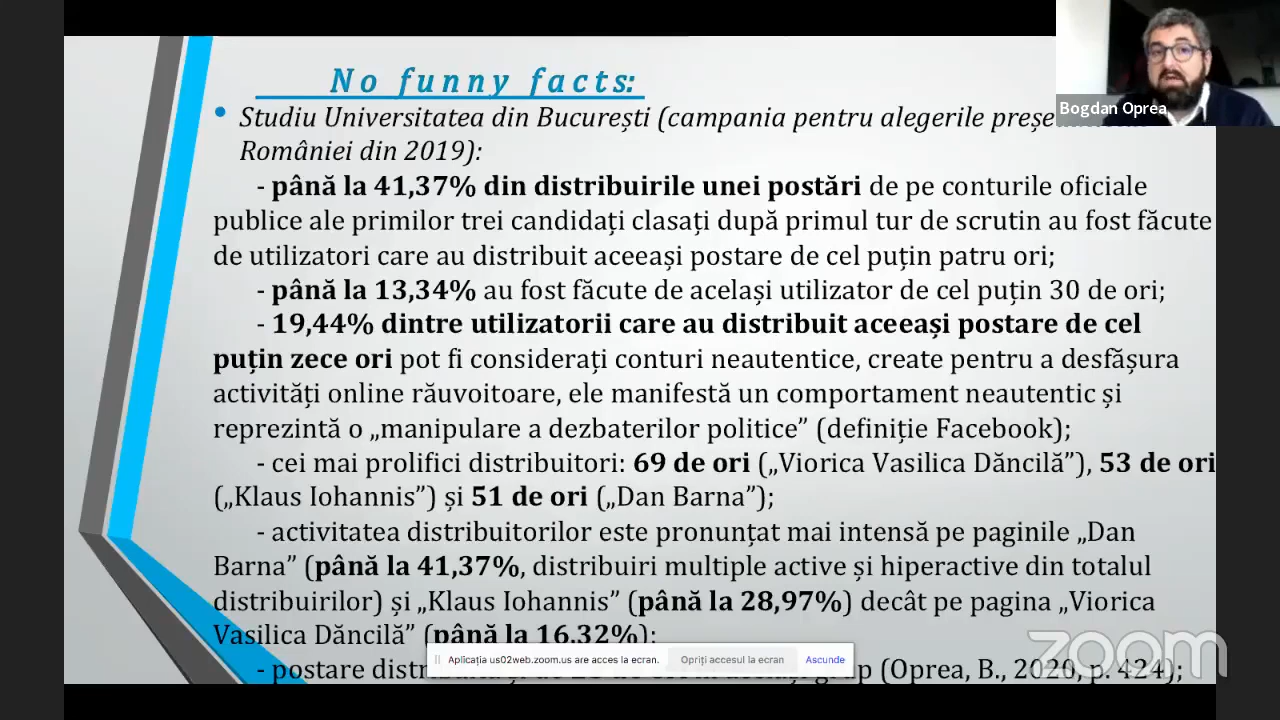 No funny facts:
• Studiu Universitatea din București (campania pentru alegerile
României din 2019):
- până la 41,37% din distribuirile unei postări de pe conturile oficiale
publice ale primilor trei candidați clasați după primul tur de scrutin au fost făcute
de utilizatori care au distribuit aceeași postare de cel puțin patru ori;
- până la 13,34% au fost făcute de același utilizator de cel puțin 30 de ori;
- 19,44% dintre utilizatorii care au distribuit aceeași postare de cel
puțin zece ori pot fi considerați conturi neautentice, create pentru a desfășura
activități online răuvoitoare, ele manifestă un comportament neautentic și
reprezintă o „manipulare a dezbaterilor politice” (definiție Facebook);
- cei mai prolifici distribuitori: 69 de ori („Viorica Vasilica Dăncilă”), 53 de ori
(„Klaus Iohannis”) și 51 de ori („Dan Barna”);
- activitatea distribuitorilor este pronunțat mai intensă pe paginile „Dan
Barna” (până la 41,37%, distribuiri multiple active și hiperactive din totalul
distribuirilor) și „Klaus Iohannis” (până la 28,97%) decât pe pagina „Viorica
Vasilica Dăncilă” (până la 16,32%);
- postare (Oprea, B., 2020, p. 424);
Bogdan Oprea
Aplicația us02web.zoom.us are acces la ecran. Opriți accesul la ecran Ascunde
zoom